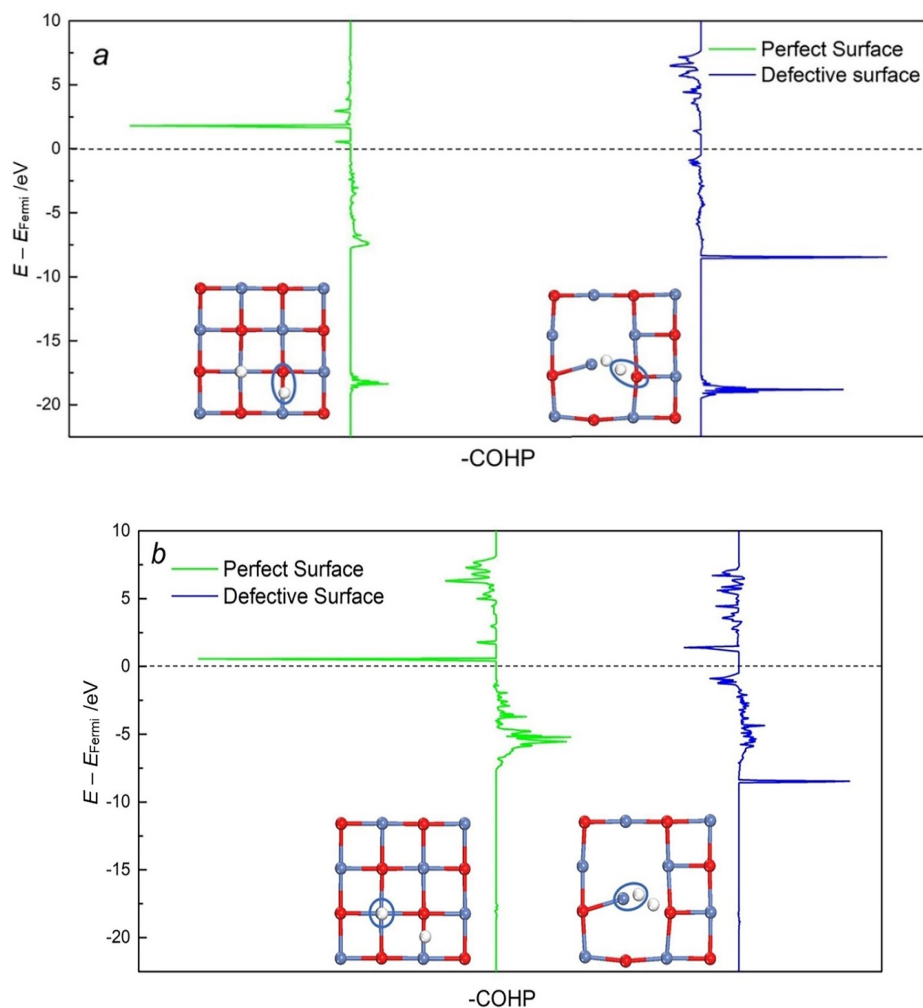 a
Perfect Surface
Defective surface
10
5
0
-5
-10
-15
-20
E – EFermi /eV
-COHP
b
Perfect Surface
Defective Surface
10
5
0
-5
-10
-15
-20
E – EFermi /eV
-COHP